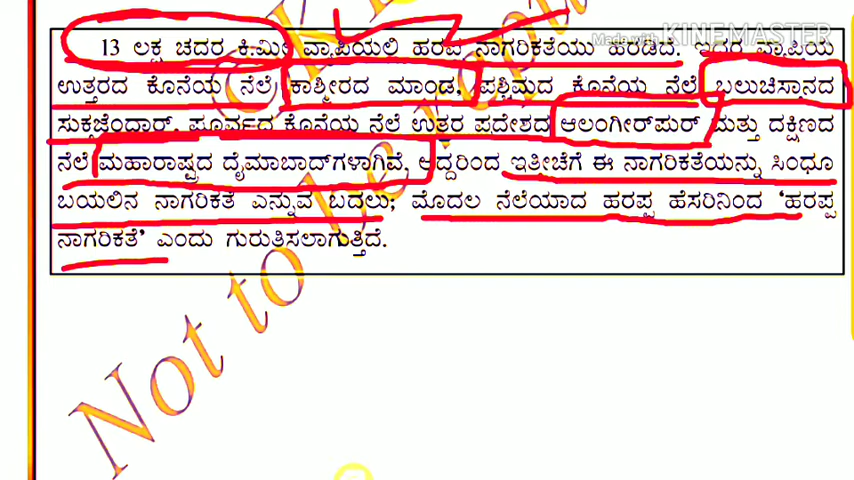 13 ಲಕ್ಷ ಚದರ ಕಿ.ಮೀ ವ್ಯಾಪ್ತಿಯಲ್ಲಿ ಹರಪ್ಪ ನಾಗರಿಕತೆಯು ಹರಡಿದೆ. ಇದರ ವ್ಯಾಪ್ತಿಯ
Made with KINEMASTER
ಉತ್ತರದ ಕೊನೆಯ ನೆಲೆ ಕಾಶ್ಮೀರದ ಮಾಂಡ, ಪಶ್ಚಿಮದ ಕೊನೆಯ ನೆಲೆ ಬಲುಚಿಸ್ತಾನದ
ಸುಕಜೆಂದಾರ್, ಪೂರ್ವದ ಕೊನೆಯ ನೆಲೆ ಉತ್ತರ ಪ್ರದೇಶದ ಆಲಂಗೀರ್‌ಪುರ್ ಮತ್ತು ದಕ್ಷಿಣದ
ನೆಲೆ ಮಹಾರಾಷ್ಟ್ರದ ದೈಮಾಬಾದ್‌ಗಳಾಗಿವೆ. ಆದ್ದರಿಂದ ಇತೀಚೆಗೆ ಈ ನಾಗರಿಕತೆಯನ್ನು ಸಿಂಧೂ
ಬಯಲಿನ ನಾಗರಿಕತೆ ಎನ್ನುವ ಬದಲು; ಮೊದಲ ನೆಲೆಯಾದ ಹರಪ್ಪ ಹೆಸರಿನಿಂದ ‘ಹರಪ್ಪ
ನಾಗರಿಕತೆ’ ಎಂದು ಗುರುತಿಸಲಾಗುತ್ತಿದೆ.
Not to